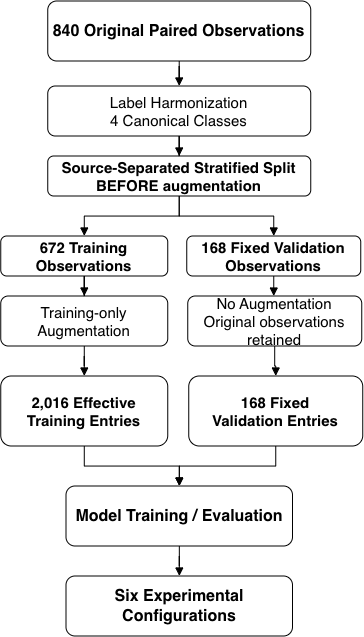 840 Original Paired Observations
Label Harmonization
4 Canonical Classes
Source-Separated Stratified Split
BEFORE augmentation
672 Training
Observations
168 Fixed Validation
Observations
Training-only
Augmentation
No Augmentation
Original observations
retained
2,016 Effective
Training Entries
168 Fixed
Validation Entries
Model Training / Evaluation
Six Experimental
Configurations